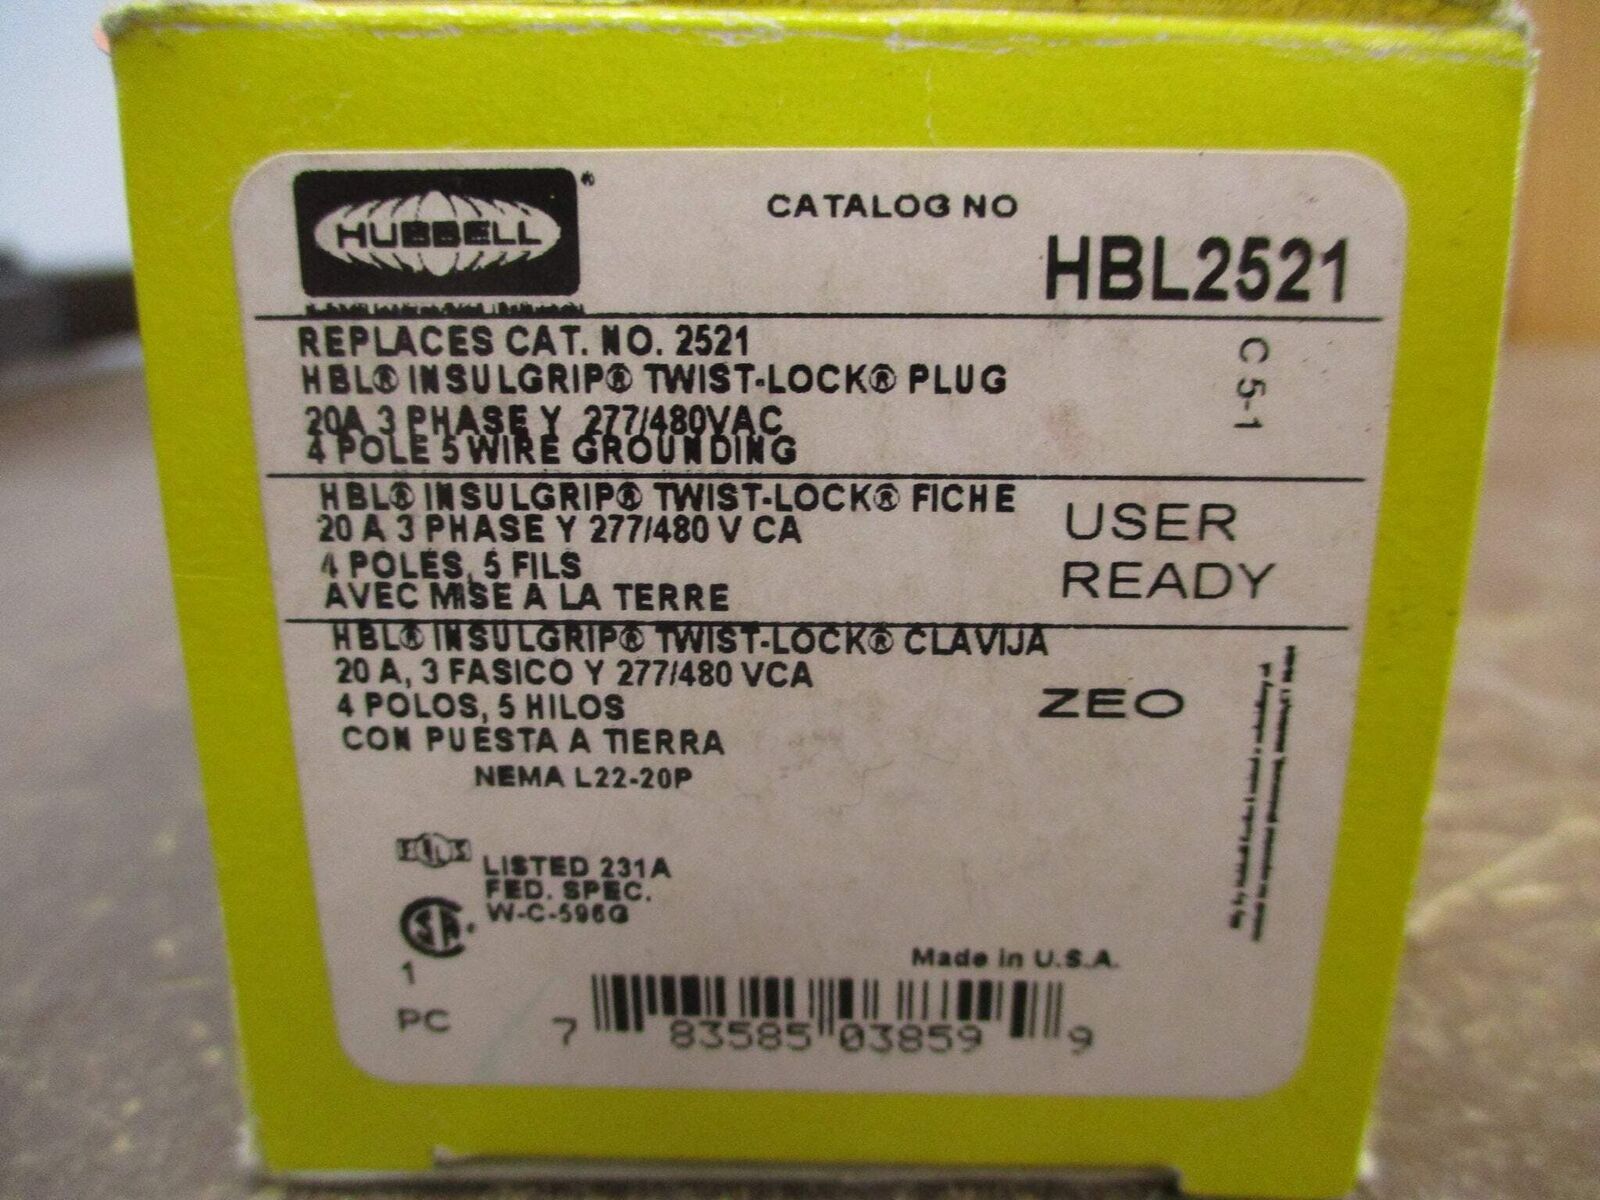 HUBBELL®
CATALOG NO
HBL2521
REPLACES CAT. NO. 2521
HBL® INSULGRIP® TWIST-LOCK® PLUG
20A 3 PHASE Y 277/480VAC
4 POLE 5 WIRE GROUNDING
C 5-1
HBL® INSULGRIP® TWIST-LOCK® FICHE
20 A 3 PHASE Y 277/480 V CA
4 POLES, 5 FILS
AVEC MISE A LA TERRE
USER
READY
HBL® INSULGRIP® TWIST-LOCK® CLAVIJA
20 A, 3 FASICO Y 277/480 VCA
4 POLOS, 5 HILOS
CON PUESTA A TIERRA
ZEO
NEMA L22-20P
LISTED 231A
FED. SPEC.
W-C-596G
1
PC
Made in U.S.A.
7 83585 03859 9